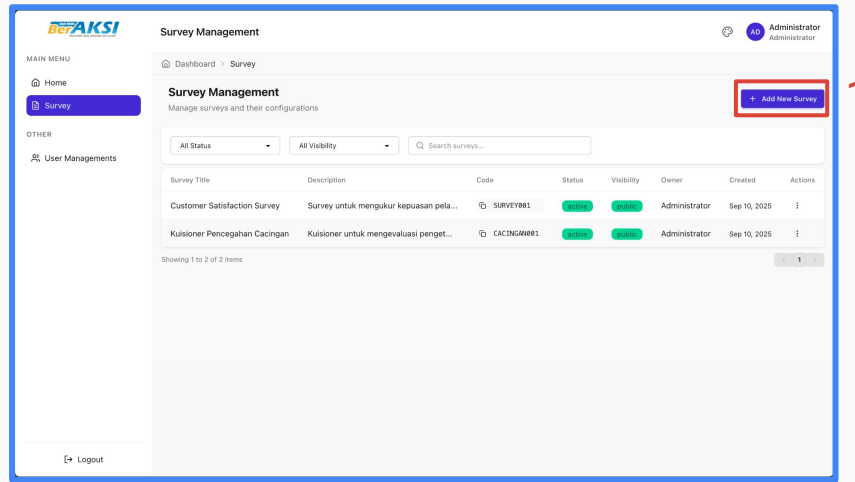 BerAKSI
Survey Management
AD
Administrator
Administrator
MAIN MENU
Home
Survey
OTHER
User Managements
Logout
Dashboard > Survey
Survey Management
Manage surveys and their configurations
+ Add New Survey
All Status
All Visibility
Search surveys...
Survey Title Description Code Status Visibility Owner Created Actions
Customer Satisfaction Survey Survey untuk mengukur kepuasan pela... SURVEY001 active public Administrator Sep 10, 2025
Kuisioner Pencegahan Cacingan Kuisioner untuk mengevaluasi penget... CACINGAN001 active public Administrator Sep 10, 2025
Showing 1 to 2 of 2 items
< 1 >